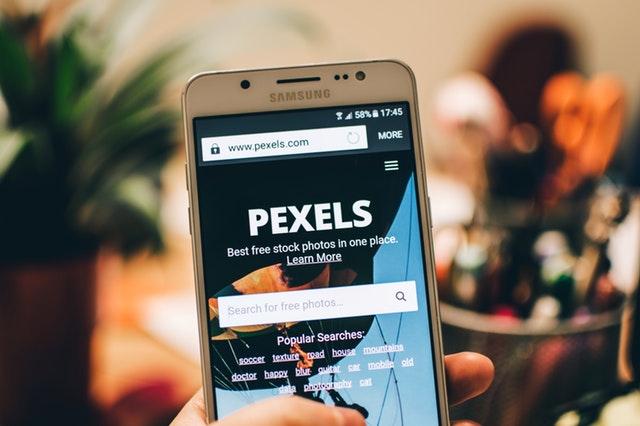 SAMSUNG
58% 17:45
www.pexels.com
MORE
PEXELS
Best free stock photos in one place.
Learn More
Search for free photos...
Popular Searches:
soccer texture road house mountains
doctor happy blur guitar car mobile old
data photography cat